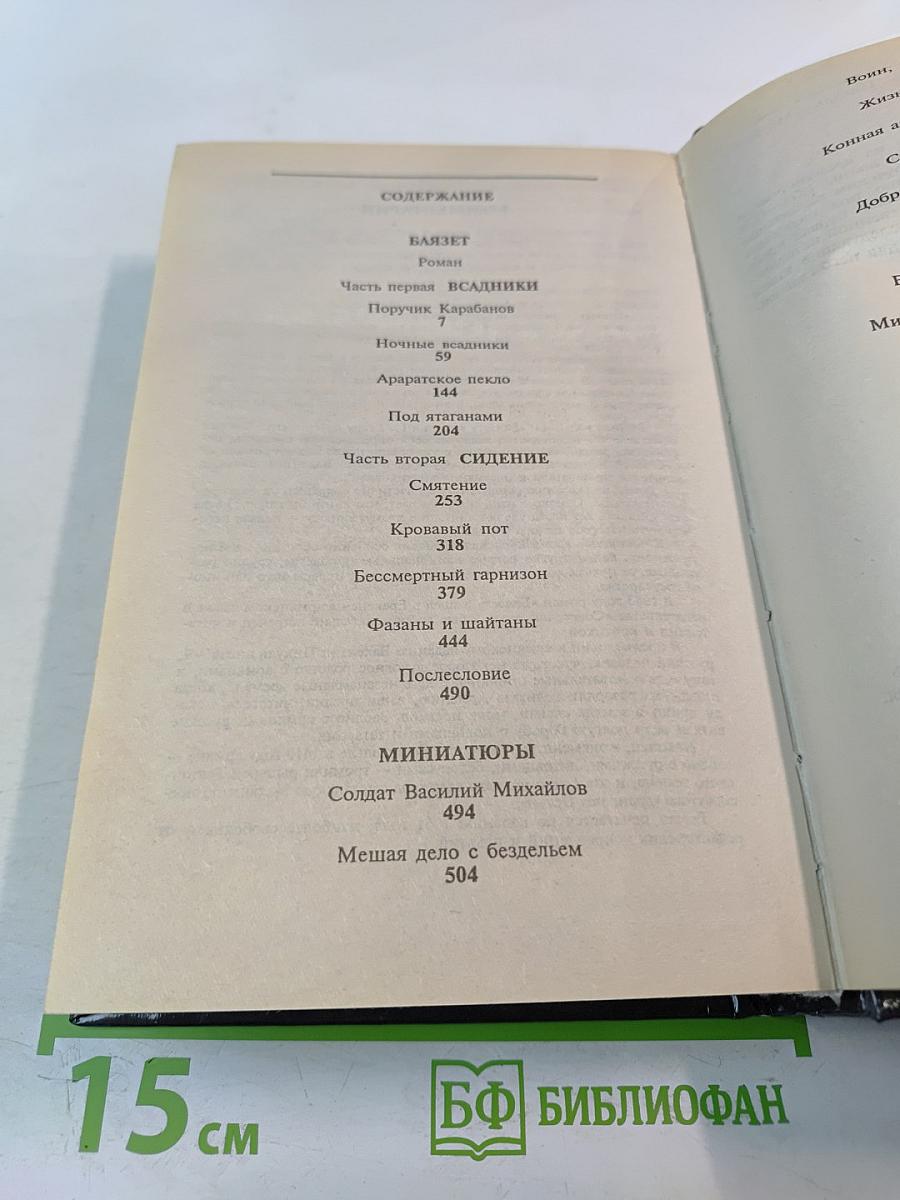 СОДЕРЖАНИЕ
БАЯЗЕТ
Роман
Часть первая ВСАДНИКИ
Поручик Карабанов
7
Ночные всадники
59
Араратское пекло
144
Под ятаганами
204
Часть вторая СИДЕНИЕ
Смятение
253
Кровавый пот
318
Бессмертный гарнизон
379
Фазаны и шайтаны
444
Послесловие
490
МИНИАТЮРЫ
Солдат Василий Михайлов
494
Мешая дело с бездельем
504
Воин,
Конная а
15 см
БФ БИБЛИОФАН